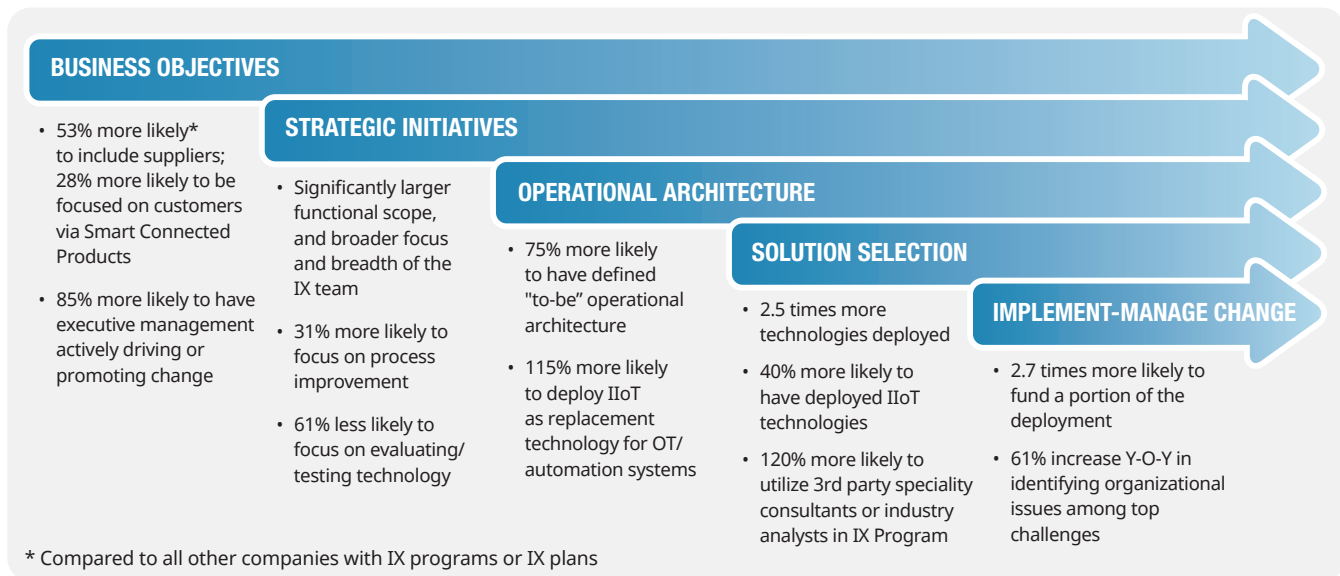 BUSINESS OBJECTIVES
• 53% more likely*
to include suppliers;
28% more likely to be
focused on customers
via Smart Connected
Products
• 85% more likely to have
executive management
actively driving or
promoting change
STRATEGIC INITIATIVES
• Significantly larger
functional scope,
and broader focus
and breadth of the
IX team
• 31% more likely to
focus on process
improvement
• 61% less likely to
focus on evaluating/
testing technology
OPERATIONAL ARCHITECTURE
• 75% more likely
to have defined
"to-be” operational
architecture
• 115% more likely
to deploy IIoT
as replacement
technology for OT/
automation systems
SOLUTION SELECTION
• 2.5 times more
technologies deployed
• 40% more likely to
have deployed IIoT
technologies
• 120% more likely to
utilize 3rd party speciality
consultants or industry
analysts in IX Program
IMPLEMENT-MANAGE CHANGE
• 2.7 times more likely to
fund a portion of the
deployment
• 61% increase Y-O-Y in
identifying organizational
issues among top
challenges
* Compared to all other companies with IX programs or IX plans